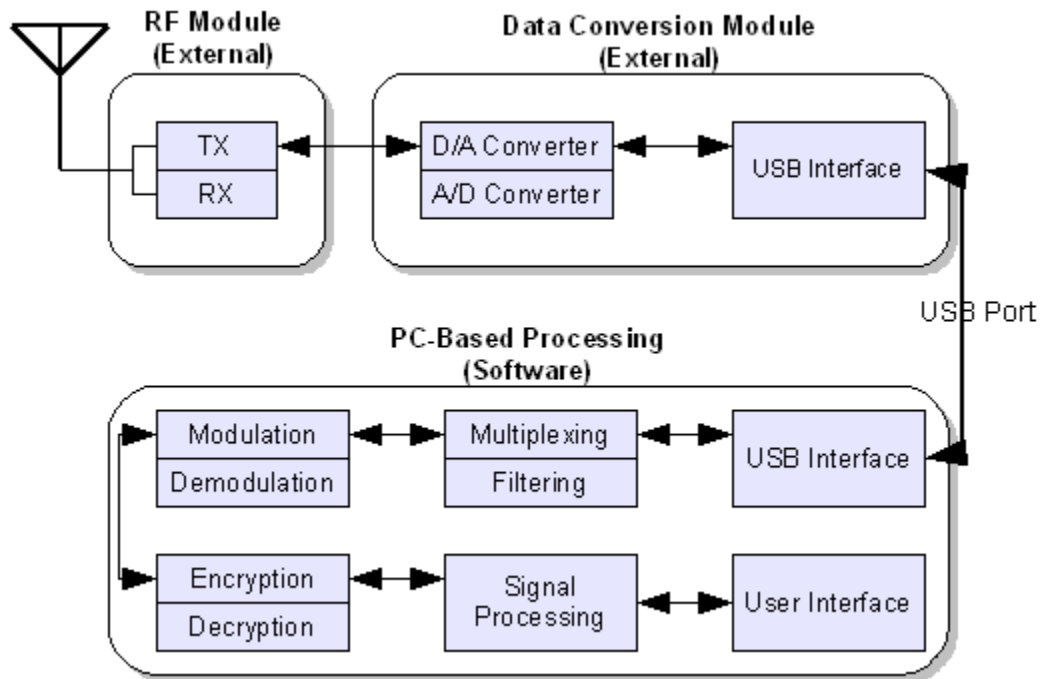 RF Module
(External)
Data Conversion Module
(External)
TX
RX
D/A Converter
A/D Converter
USB Interface
USB Port
PC-Based Processing
(Software)
Modulation
Demodulation
Multiplexing
Filtering
USB Interface
Encryption
Decryption
Signal
Processing
User Interface